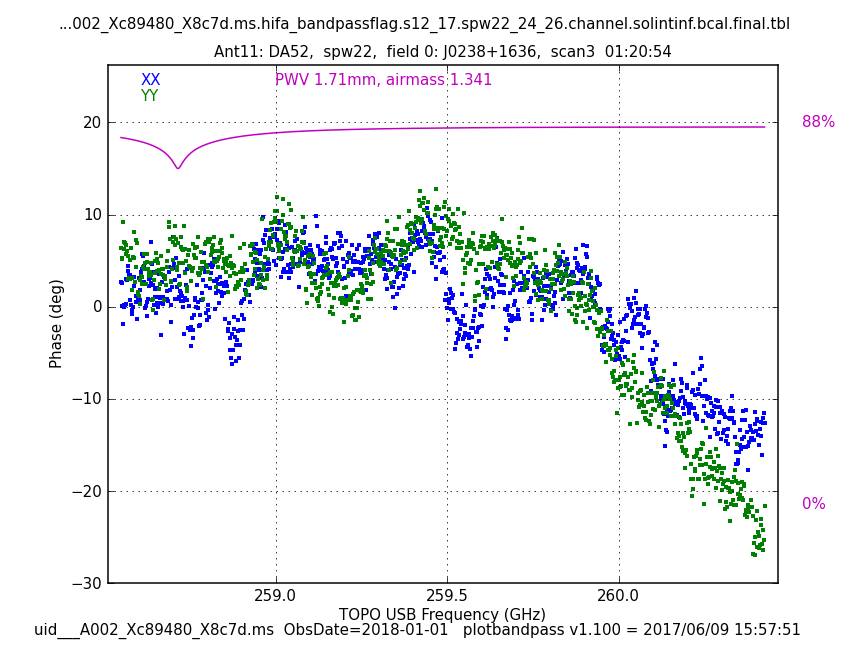 ...002_Xc89480_X8c7d.ms.hifa_bandpassflag.s12_17.spw22_24_26.channel.solintinf.bcal.final.tbl
Ant11: DA52,  spw22,  field 0: J0238+1636,  scan3  01:20:54
XX
YY
PWV 1.71mm, airmass 1.341
88%
0%
20
10
0
−10
−20
−30
Phase (deg)
259.0
259.5
260.0
TOPO USB Frequency (GHz)
uid___A002_Xc89480_X8c7d.ms  ObsDate=2018-01-01   plotbandpass v1.100 = 2017/06/09 15:57:51